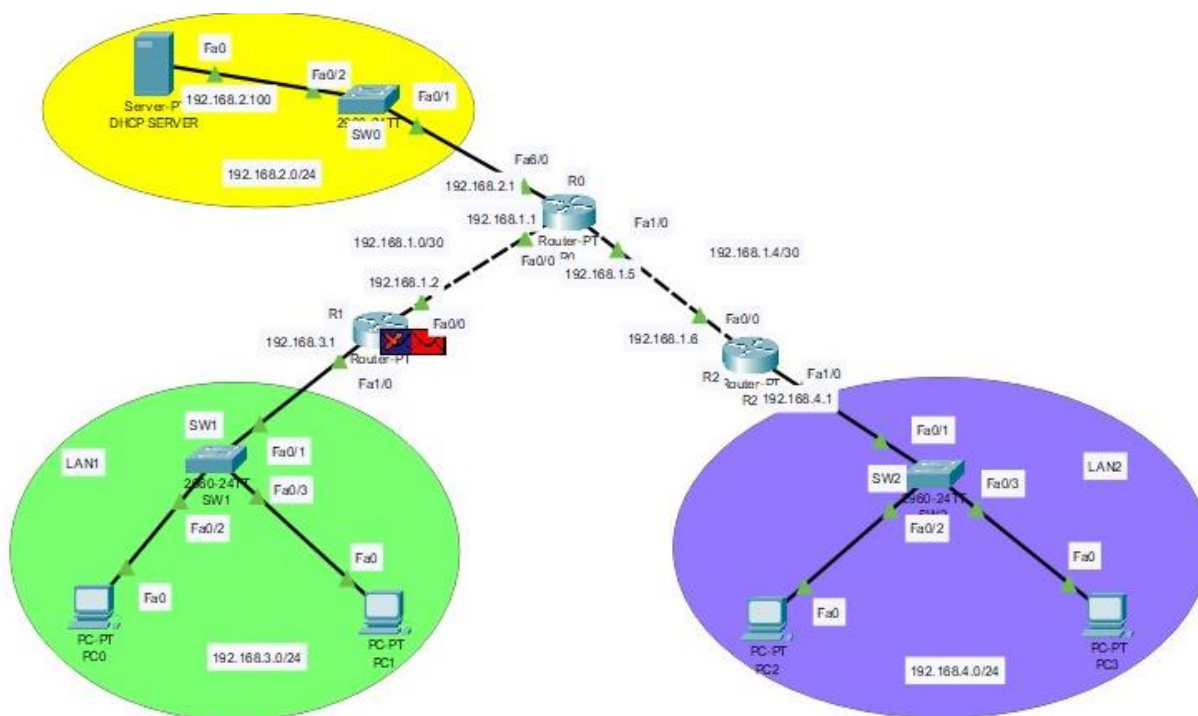 Fa0
Fa0/2
Fa0/1
192.168.2.100
DHCP SERVER
SW0
192.168.2.0/24
Fa6/0
192.168.2.1
R0
192.168.1.1
Fa1/0
Router-PT
192.168.1.0/30
Fa0/0
192.168.1.5
192.168.1.4/30
192.168.1.2
R1
Fa0/0
192.168.3.1
Fa1/0
192.168.1.6
Fa0/0
R2
Fa1/0
R2
192.168.4.1
LAN1
SW1
Fa0/1
SW1
Fa0/3
Fa0/2
Fa0
Fa0
PC-PT
PC0
PC-PT
PC1
192.168.3.0/24
Fa0/1
LAN2
SW2
Fa0/3
Fa0/2
Fa0
Fa0
PC-PT
PC2
PC-PT
PC3
192.168.4.0/24